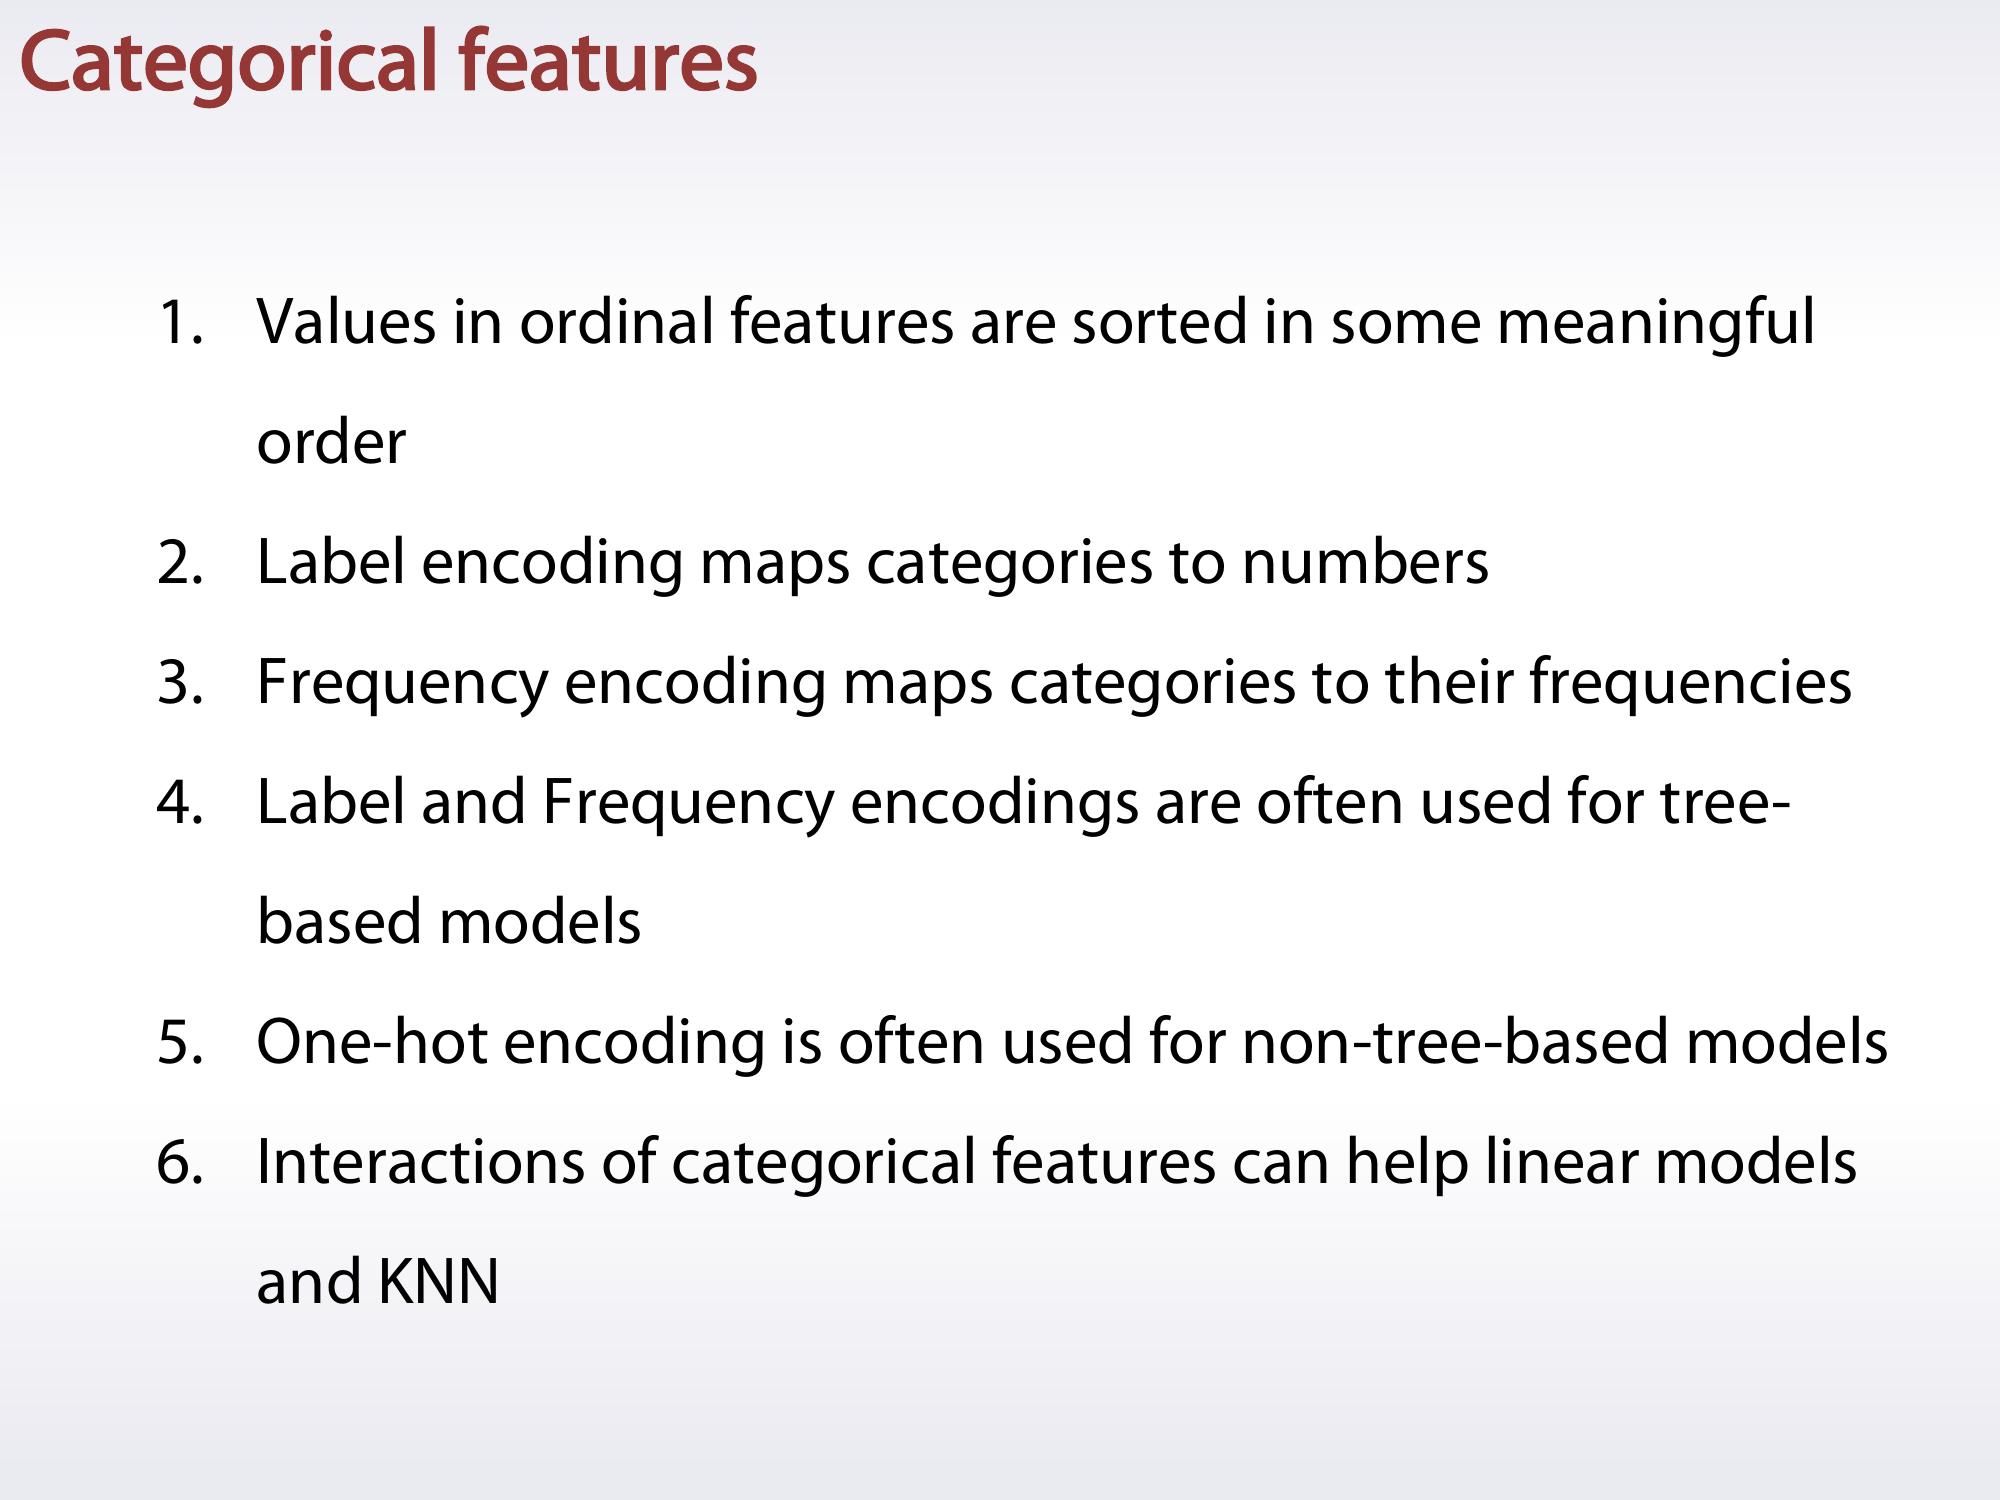 Categorical features
1. Values in ordinal features are sorted in some meaningful
order
2. Label encoding maps categories to numbers
3. Frequency encoding maps categories to their frequencies
4. Label and Frequency encodings are often used for tree-
based models
5. One-hot encoding is often used for non-tree-based models
6. Interactions of categorical features can help linear models
and KNN